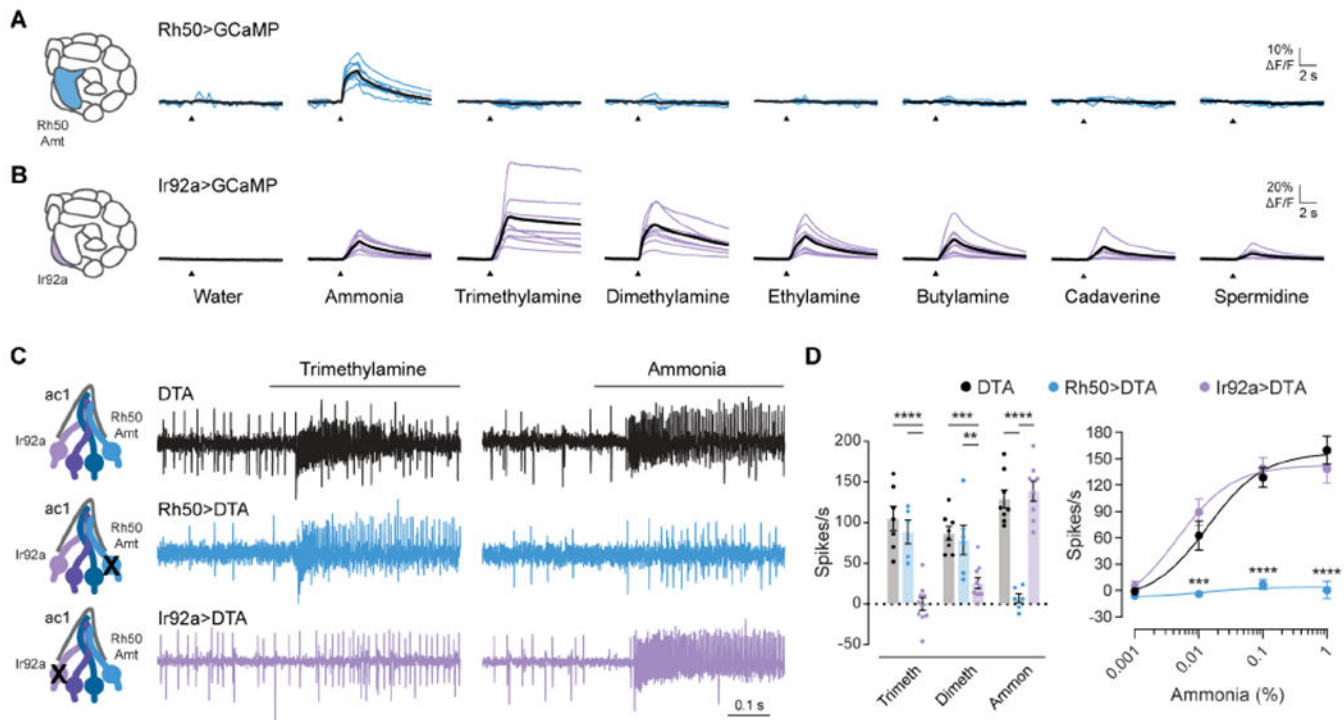 A
Rh50>GCaMP
10%
ΔF/F
2 s
Rh50
Amt
B
Ir92a>GCaMP
20%
ΔF/F
2 s
Ir92a
Water
Ammonia
Trimethylamine
Dimethylamine
Ethylamine
Butylamine
Cadaverine
Spermidine
C
Trimethylamine
Ammonia
ac1
Rh50
Amt
Ir92a
DTA
ac1
Rh50
Amt
Ir92a
X
Rh50>DTA
ac1
Rh50
Amt
Ir92a
X
Ir92a>DTA
0.1 s
D
DTA
Rh50>DTA
Ir92a>DTA
**** *** ****
**
200
150
100
50
0
-50
Spikes/s
Trimeth
Dimeth
Ammon
180
150
120
90
60
30
0
-30
Spikes/s
*** **** ****
0.001
0.01
0.1
1
Ammonia (%)